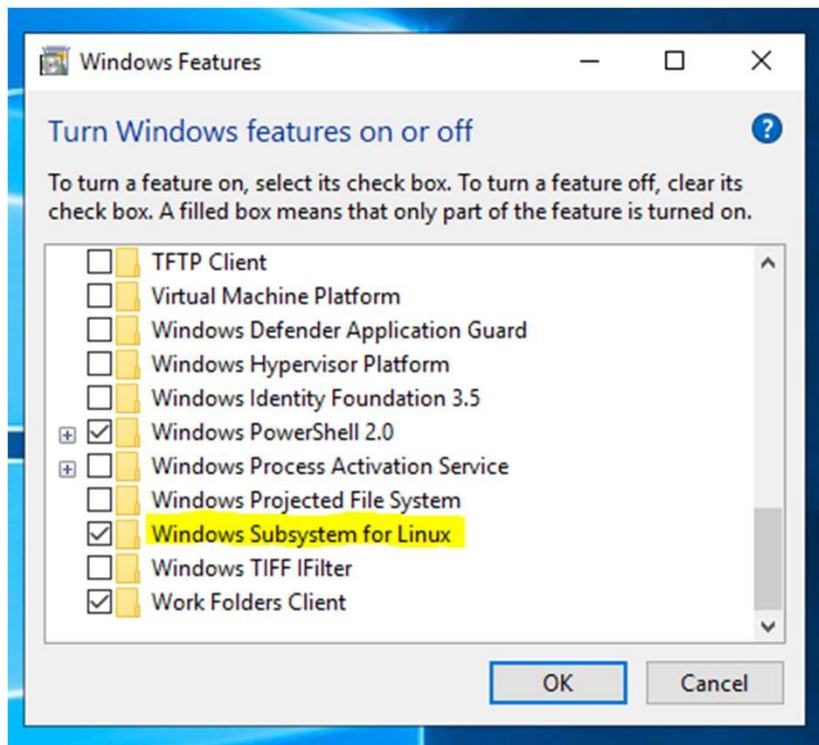 Windows Features
Turn Windows features on or off
To turn a feature on, select its check box. To turn a feature off, clear its
check box. A filled box means that only part of the feature is turned on.
TFTP Client
Virtual Machine Platform
Windows Defender Application Guard
Windows Hypervisor Platform
Windows Identity Foundation 3.5
Windows PowerShell 2.0
Windows Process Activation Service
Windows Projected File System
Windows Subsystem for Linux
Windows TIFF IFilter
Work Folders Client
OK Cancel